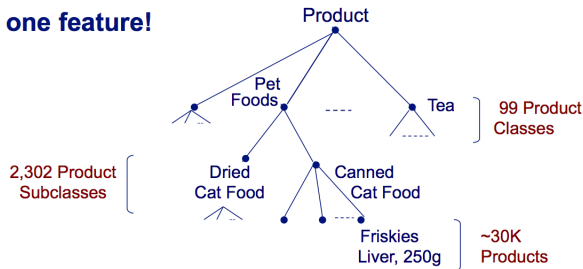 one feature!
Product
Pet
Foods
Tea
99 Product
Classes
2,302 Product
Subclasses
Dried
Cat Food
Canned
Cat Food
Friskies
Liver, 250g
~30K
Products